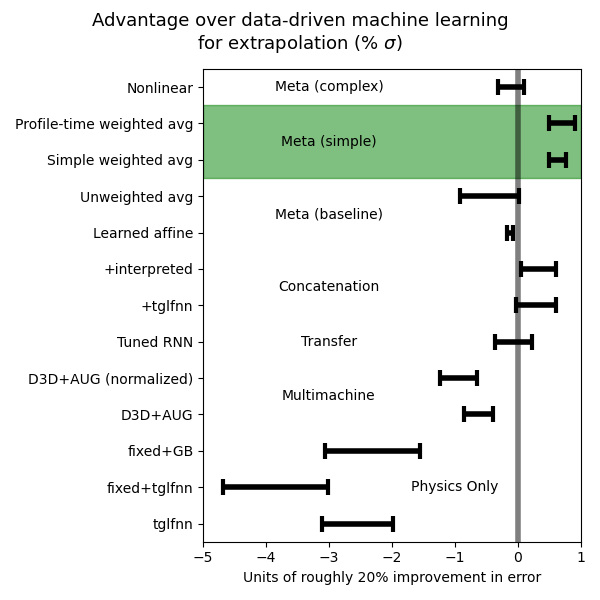 Advantage over data-driven machine learning
for extrapolation (% σ)
Nonlinear
Meta (complex)
Profile-time weighted avg
Meta (simple)
Simple weighted avg
Unweighted avg
Meta (baseline)
Learned affine
+interpreted
Concatenation
+tglfnn
Tuned RNN
Transfer
D3D+AUG (normalized)
Multimachine
D3D+AUG
fixed+GB
fixed+tglfnn
Physics Only
tglfnn
−5 −4 −3 −2 −1 0 1
Units of roughly 20% improvement in error